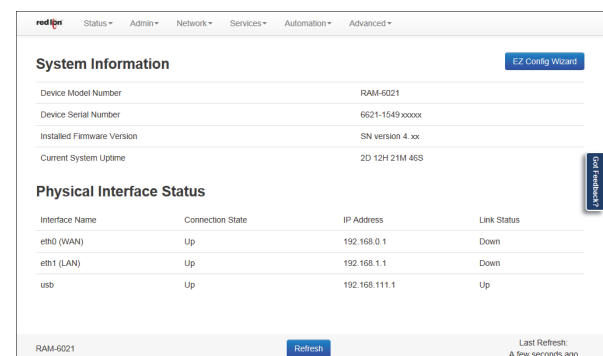 red lion Status Admin Network Services Automation Advanced
System Information
EZ Config Wizard
Device Model Number RAM-6021
Device Serial Number 6621-1549 xxxxx
Installed Firmware Version SN version 4. xx
Current System Uptime 2D 12H 21M 46S
Got Feedback?
Physical Interface Status
Interface Name Connection State IP Address Link Status
eth0 (WAN) Up 192.168.0.1 Down
eth1 (LAN) Up 192.168.1.1 Down
usb Up 192.168.111.1 Up
RAM-6021
Refresh
Last Refresh:
A few seconds ago